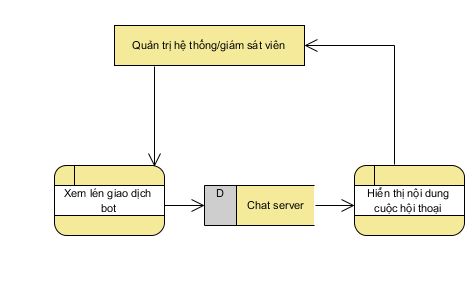 Quản trị hệ thống/giám sát viên
Xem lén giao dịch
bot
D
Chat server
Hiển thị nội dung
cuộc hội thoại